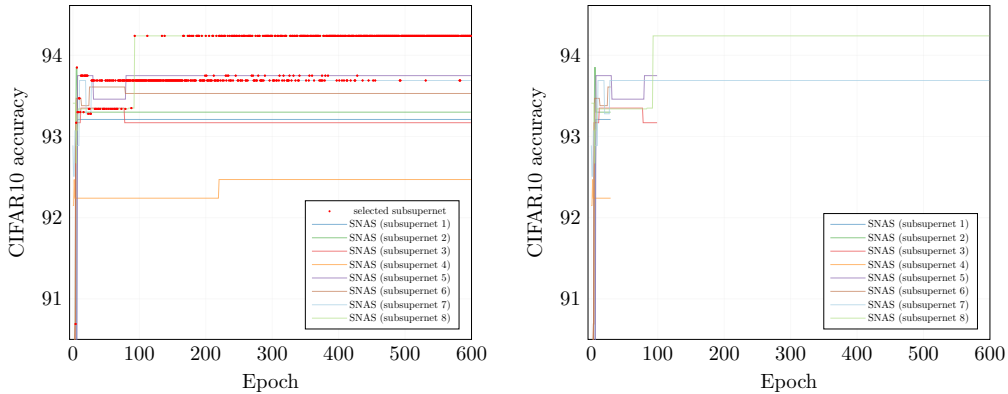 94
93
92
91
CIFAR10 accuracy
selected subsupernet
SNAS (subsupernet 1)
SNAS (subsupernet 2)
SNAS (subsupernet 3)
SNAS (subsupernet 4)
SNAS (subsupernet 5)
SNAS (subsupernet 6)
SNAS (subsupernet 7)
SNAS (subsupernet 8)
0 100 200 300 400 500 600
Epoch
94
93
92
91
CIFAR10 accuracy
SNAS (subsupernet 1)
SNAS (subsupernet 2)
SNAS (subsupernet 3)
SNAS (subsupernet 4)
SNAS (subsupernet 5)
SNAS (subsupernet 6)
SNAS (subsupernet 7)
SNAS (subsupernet 8)
0 100 200 300 400 500 600
Epoch